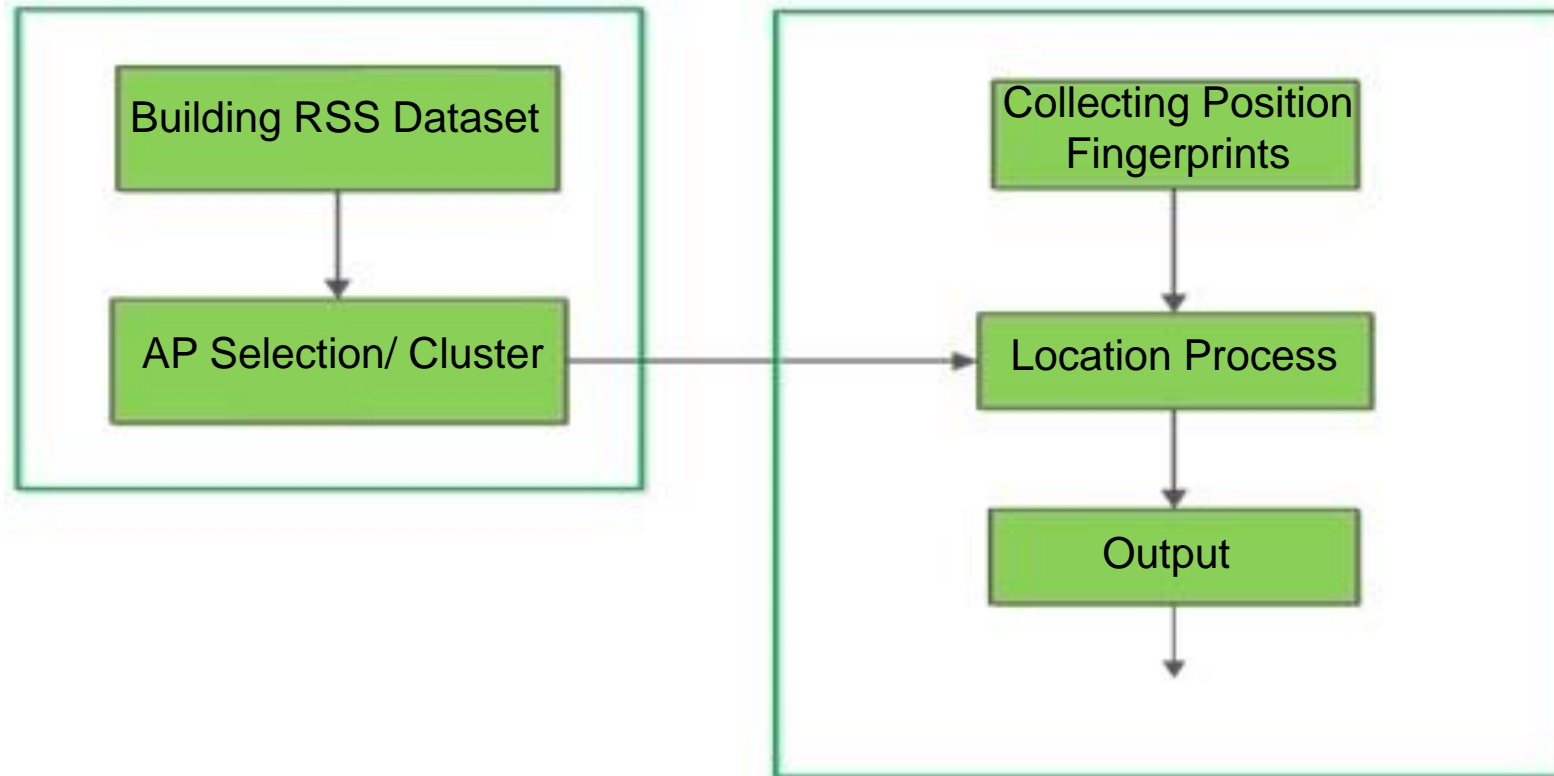 Building RSS Dataset
AP Selection/ Cluster
Collecting Position
Fingerprints
Location Process
Output